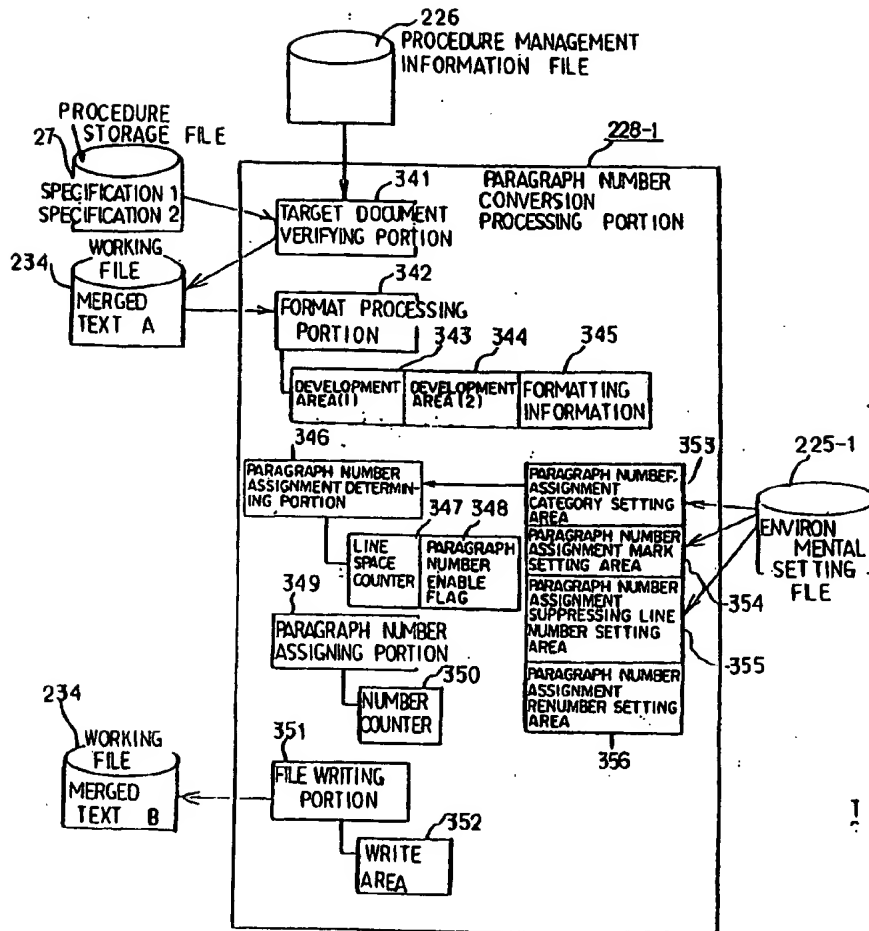 226
PROCEDURE MANAGEMENT
INFORMATION FILE
PROCEDURE
STORAGE FILE
27
SPECIFICATION 1
SPECIFICATION 2
228-1
PARAGRAPH NUMBER
CONVERSION
PROCESSING PORTION
341
TARGET DOCUMENT
VERIFYING PORTION
WORKING
FILE
234
MERGED
TEXT A
342
FORMAT PROCESSING
PORTION
343
344
345
DEVELOPMENT
AREA(1)
DEVELOPMENT
AREA(2)
FORMATTING
INFORMATION
346
PARAGRAPH NUMBER
ASSIGNMENT DETERMIN-
ING PORTION
347
348
LINE
SPACE
COUNTER
PARAGRAPH
NUMBER
ENABLE
FLAG
353
PARAGRAPH NUMBER
ASSIGNMENT
CATEGORY SETTING
AREA
PARAGRAPH NUMBER
ASSIGNMENT MARK
SETTING AREA
354
PARAGRAPH NUMBER
ASSIGNMENT
SUPPRESSING LINE
NUMBER SETTING
AREA
355
PARAGRAPH NUMBER
ASSIGNMENT
RENUMBER SETTING
AREA
356
225-1
ENVIRON
MENTAL
SETTING
FLE
349
PARAGRAPH NUMBER
ASSIGNING PORTION
350
NUMBER
COUNTER
234
WORKING
FILE
MERGED
TEXT B
351
FILE WRITING
PORTION
352
WRITE
AREA